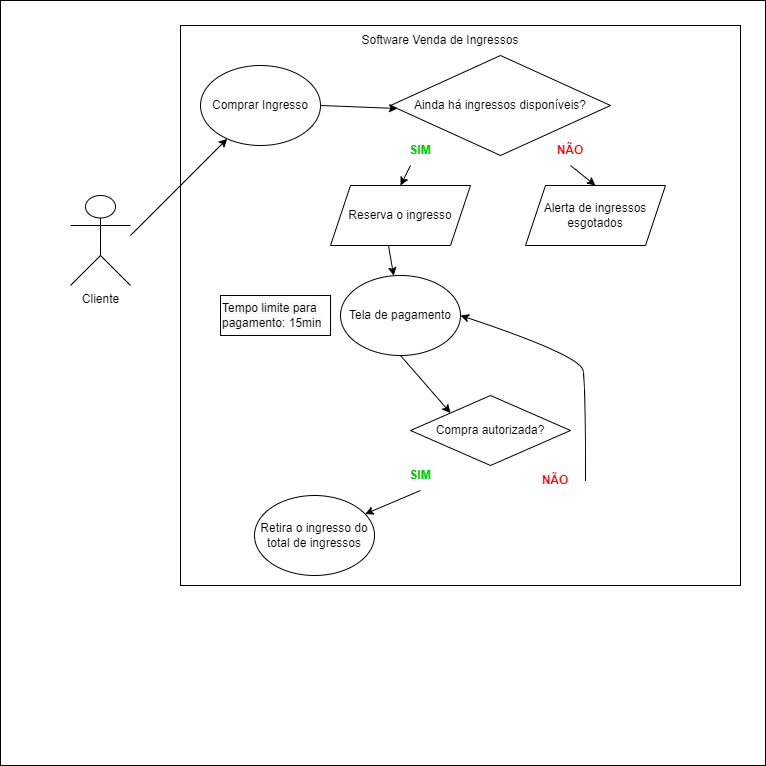 Software Venda de Ingressos
Comprar Ingresso
Ainda há ingressos disponíveis?
SIM
NÃO
Reserva o ingresso
Alerta de ingressos
esgotados
Cliente
Tempo limite para
pagamento: 15min
Tela de pagamento
Compra autorizada?
SIM
NÃO
Retira o ingresso do
total de ingressos